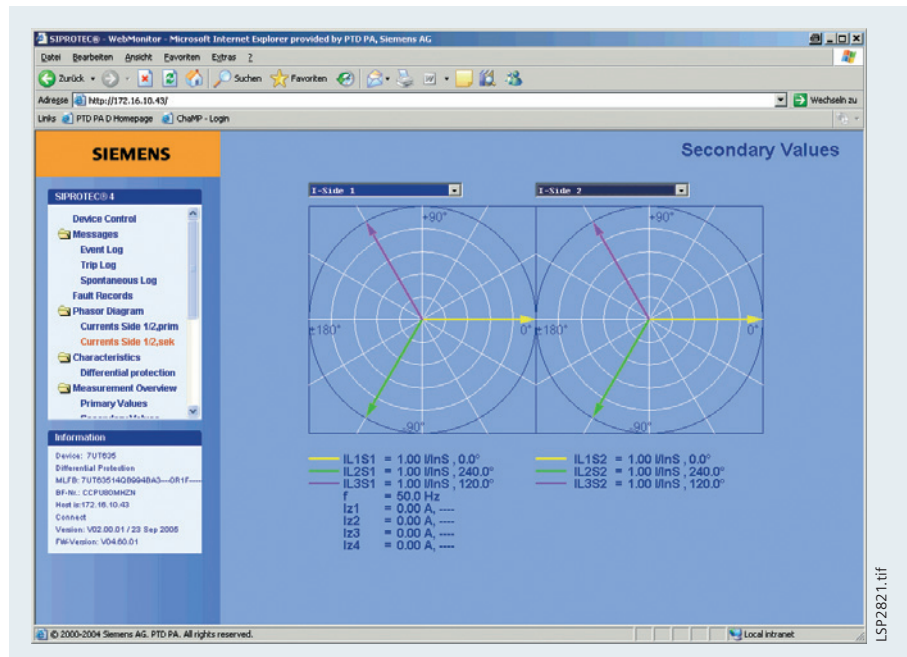 SIPROTEC® - WebMonitor - Microsoft Internet Explorer provided by PTD PA, Siemens AG
Datei Bearbeiten Ansicht Favoriten Extras ?
Zurück Suchen Favoriten
Adresse http://172.16.10.43/ Wechseln zu
Links PTD PA D Homepage ChaMP - Login
SIEMENS
Secondary Values
SIPROTEC® 4
Device Control
Messages
Event Log
Trip Log
Spontaneous Log
Fault Records
Phasor Diagram
Currents Side 1/2,prim
Currents Side 1/2,sek
Characteristics
Differential protection
Measurement Overview
Primary Values
Information
Device: 7UT635
Differential Protection
BF-Nr.: CCPU80MHZN
Host is:172.16.10.43
Connect
Version: V02.00.01 / 23 Sep 2005
FW-Version: V04.60.01
I-Side 1
+90°
±180°
0°
-90°
IL1S1 = 1.00 I/InS , 0.0°
IL2S1 = 1.00 I/InS , 240.0°
IL3S1 = 1.00 I/InS , 120.0°
f = 50.0 Hz
Iz1 = 0.00 A, ----
Iz2 = 0.00 A, ----
Iz3 = 0.00 A, ----
Iz4 = 0.00 A, ----
I-Side 2
+90°
±180°
0°
-90°
IL1S2 = 1.00 I/InS , 0.0°
IL2S2 = 1.00 I/InS , 240.0°
IL3S2 = 1.00 I/InS , 120.0°
© 2000-2004 Siemens AG. PTD PA. All rights reserved.
Local intranet
LSP2821.tif